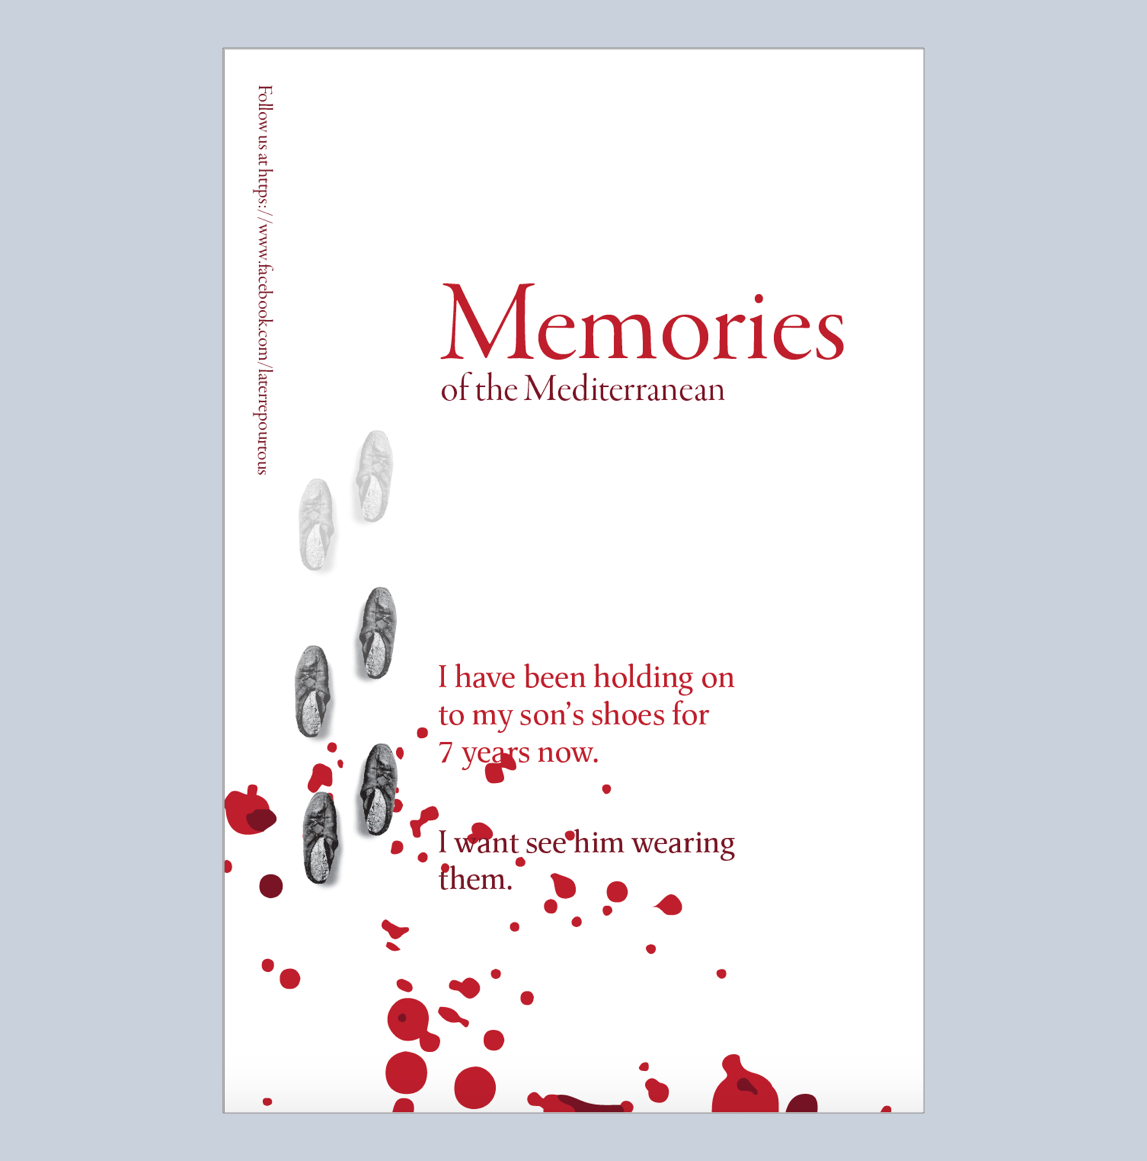 Follow us at https://www.facebook.com/laterrepourtous
Memories
of the Mediterranean
I have been holding on
to my son’s shoes for
7 years now.
I want see him wearing
them.